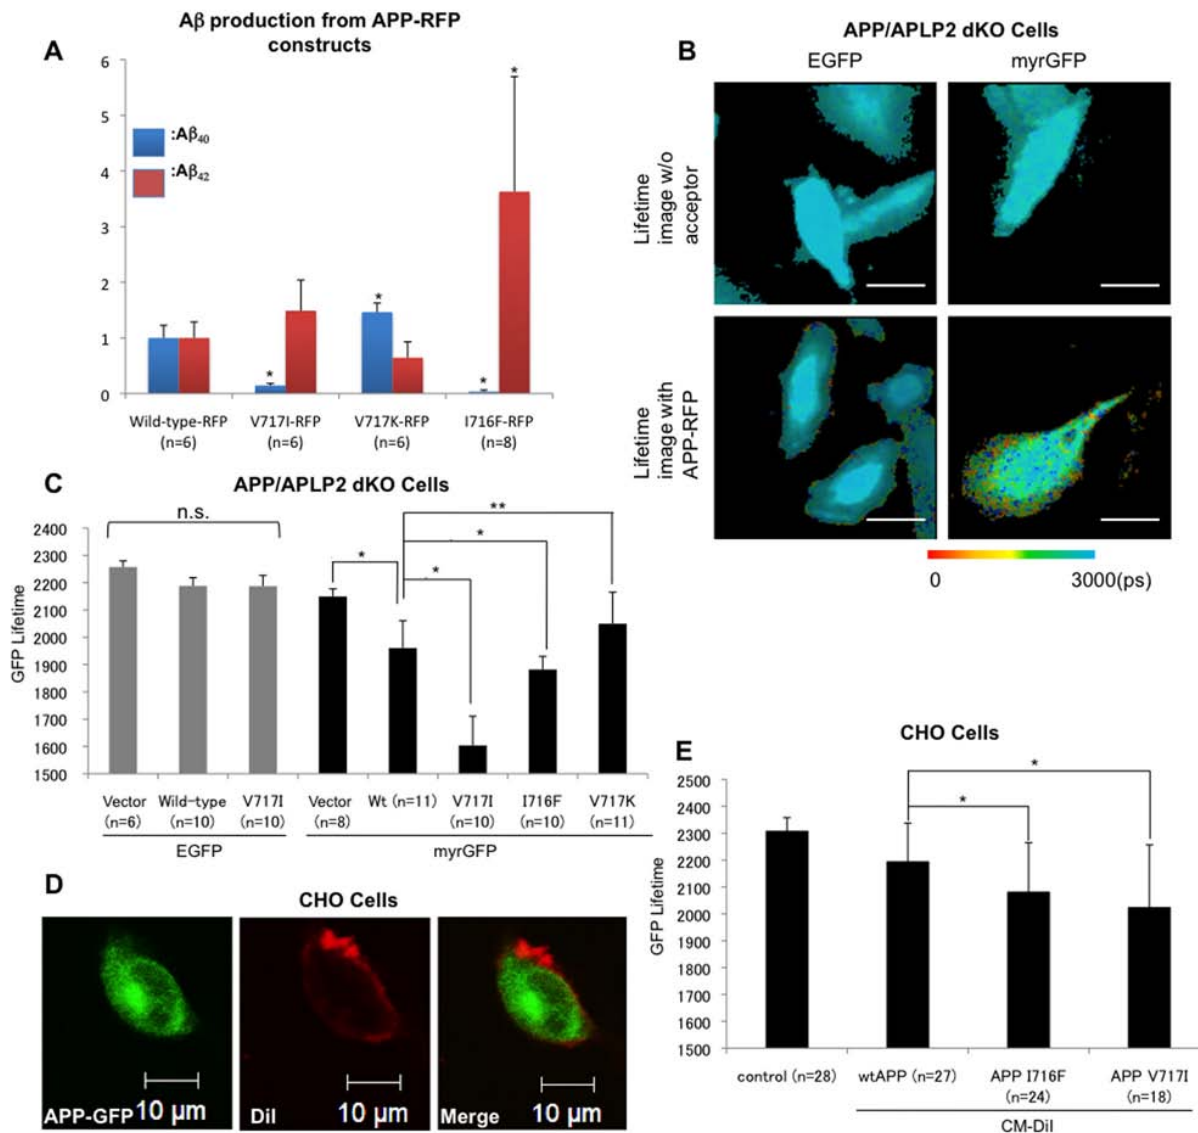 A
Aβ production from APP-RFP
constructs
6
5
4
3
2
1
0
:Aβ40
:Aβ42
*
*
*
*
Wild-type-RFP
(n=6)
V717I-RFP
(n=6)
V717K-RFP
(n=6)
I716F-RFP
(n=8)
B
APP/APLP2 dKO Cells
EGFP
myrGFP
Lifetime
image w/o
acceptor
Lifetime
image with
APP-RFP
0
3000(ps)
C
APP/APLP2 dKO Cells
n.s.
*
*
*
**
GFP Lifetime
2400
2300
2200
2100
2000
1900
1800
1700
1600
1500
Vector
(n=6)
Wild-type
(n=10)
V717I
(n=10)
Vector
(n=8)
Wt (n=11)
V717I
(n=10)
I716F
(n=10)
V717K
(n=11)
EGFP
myrGFP
D
CHO Cells
APP-GFP
10 µm
DiI
10 µm
Merge
10 µm
E
CHO Cells
*
*
GFP Lifetime
2500
2400
2300
2200
2100
2000
1900
1800
1700
1600
1500
control (n=28)
wtAPP (n=27)
APP I716F
(n=24)
APP V717I
(n=18)
CM-DiI